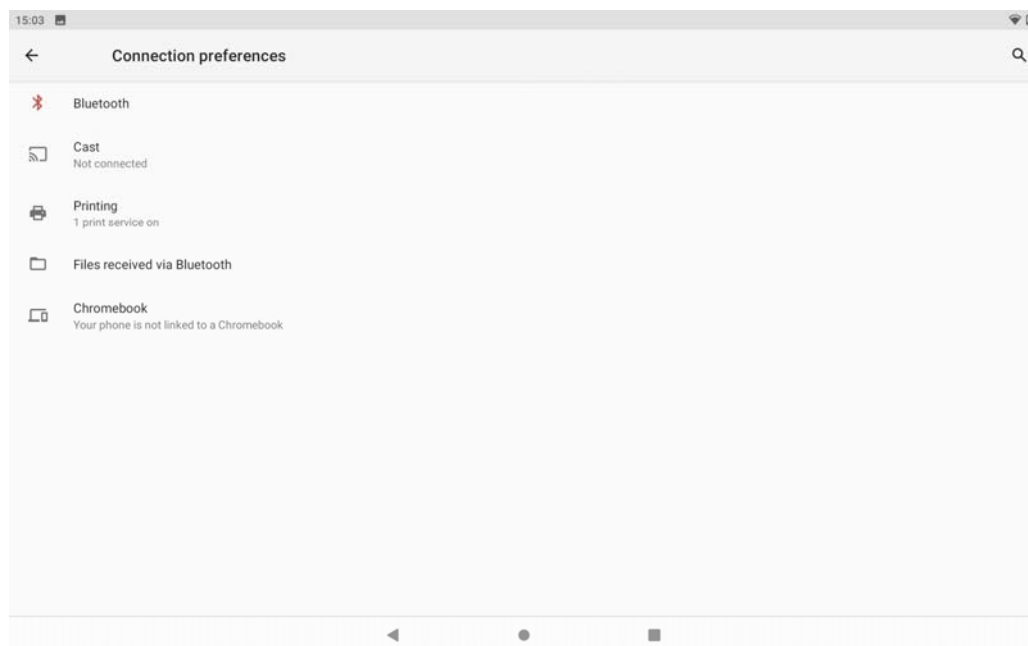 15:03
Connection preferences
Bluetooth
Cast
Not connected
Printing
1 print service on
Files received via Bluetooth
Chromebook
Your phone is not linked to a Chromebook